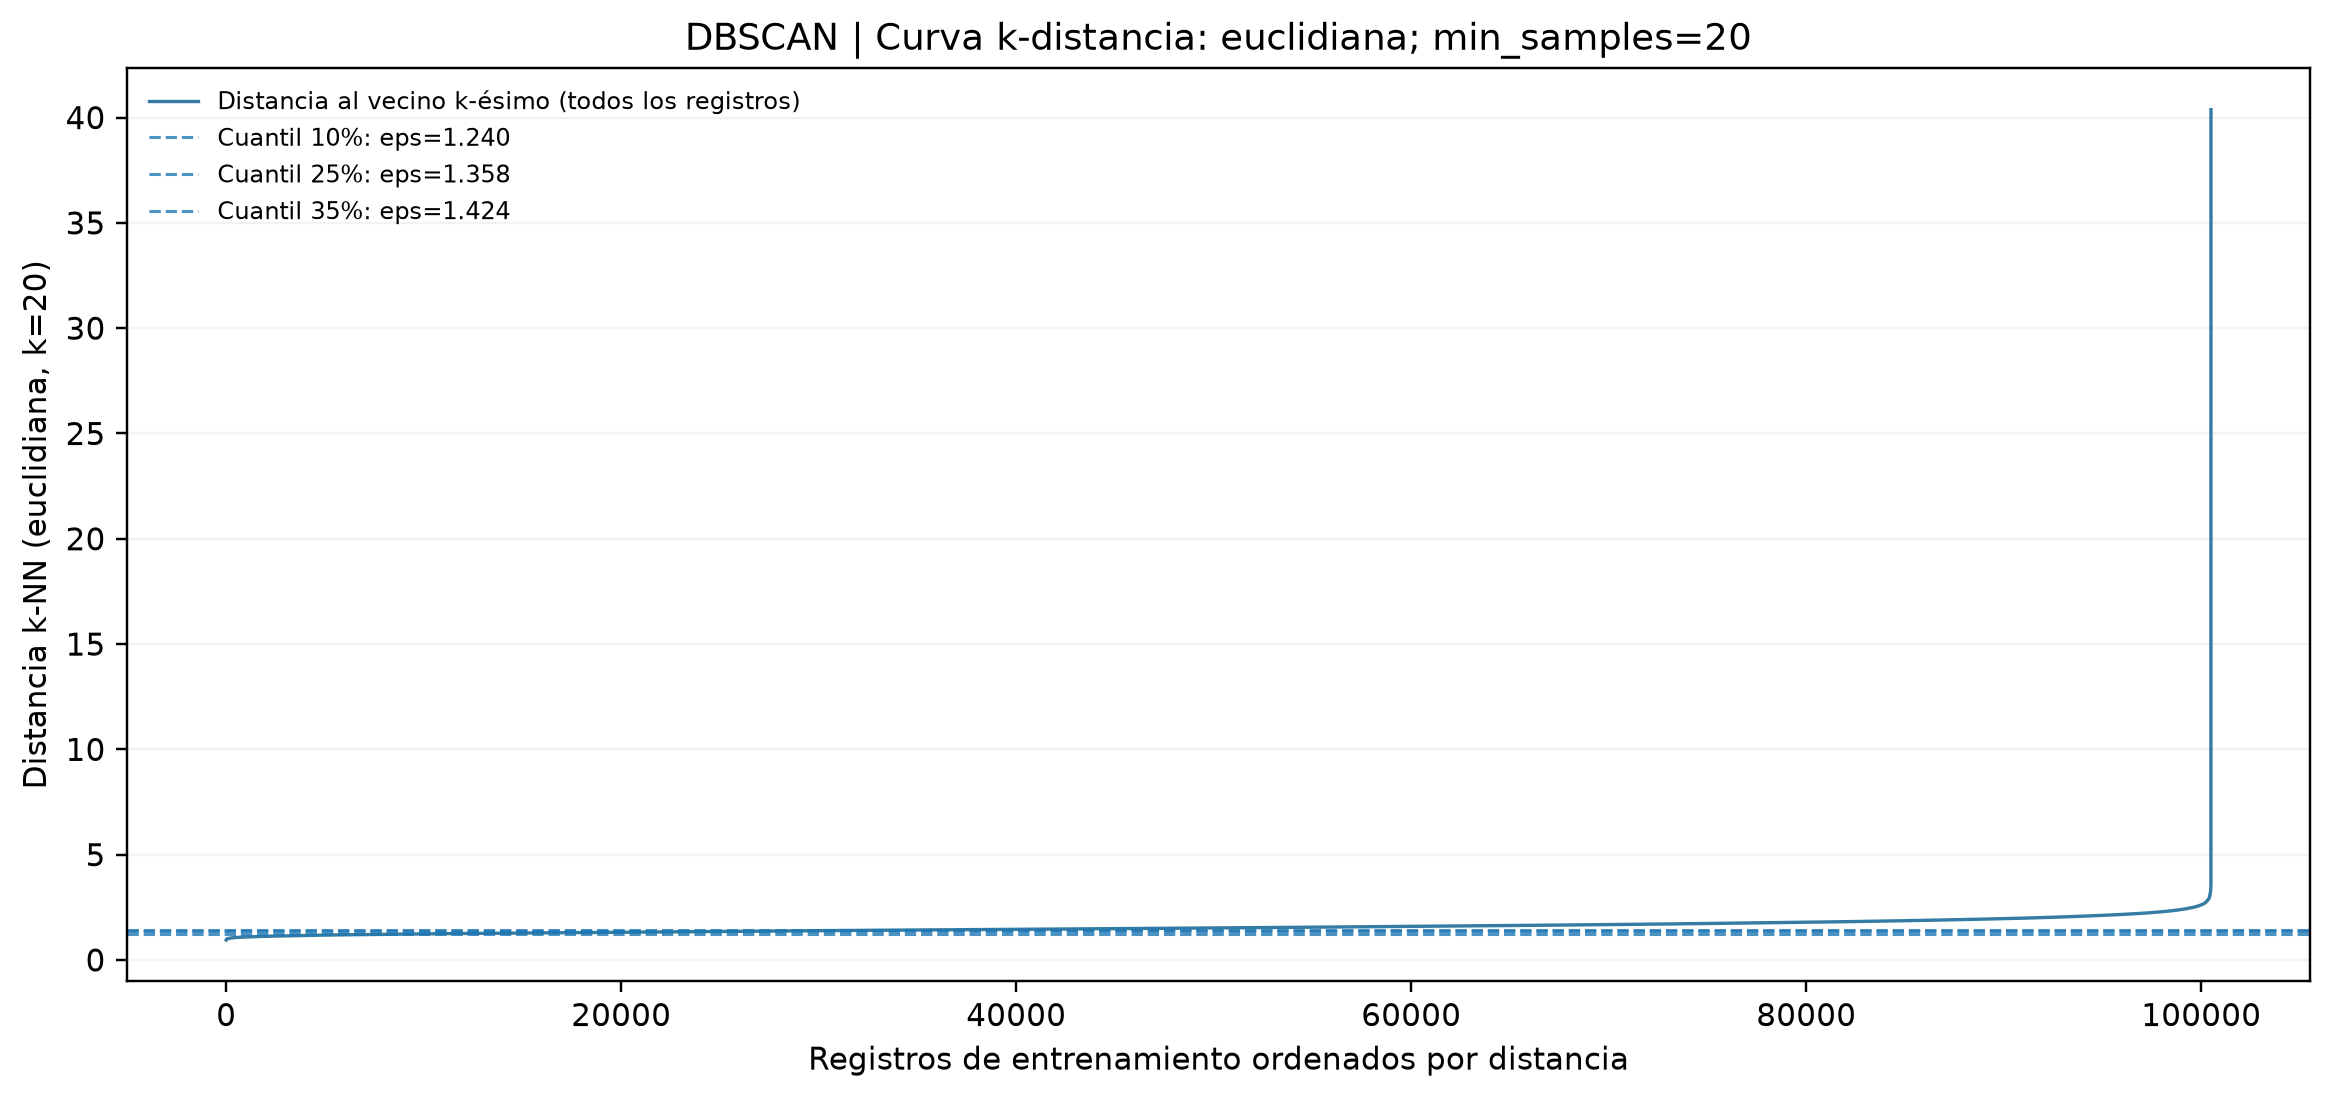 DBSCAN | Curva k-distancia: euclidiana; min_samples=20
Distancia al vecino k-ésimo (todos los registros)
Cuantil 10%: eps=1.240
Cuantil 25%: eps=1.358
Cuantil 35%: eps=1.424
Distancia k-NN (euclidiana, k=20)
40
35
30
25
20
15
10
5
0
0 20000 40000 60000 80000 100000
Registros de entrenamiento ordenados por distancia